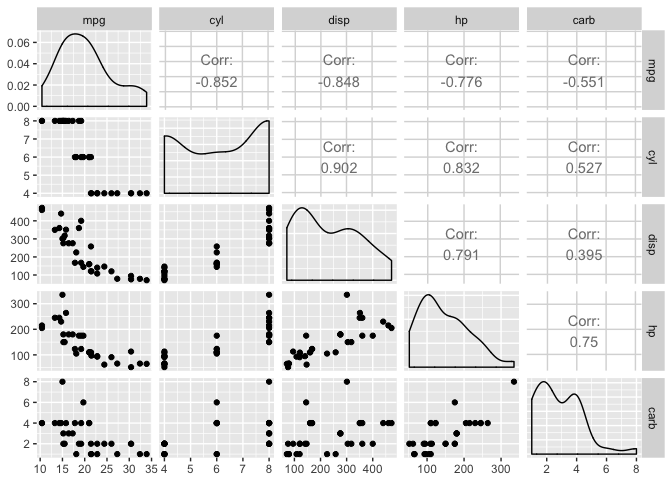 mpg cyl disp hp carb
0.06 Corr: Corr: Corr: Corr: mpg
0.04
0.02 -0.852 -0.848 -0.776 -0.551
0.00
8 Corr: Corr: Corr: cyl
7
6 0.902 0.832 0.527
5
4
400 Corr: Corr: disp
300
200 0.791 0.395
100
300 Corr: hp
200 0.75
100
8 carb
6
4
2
10 15 20 25 30 35 4 5 6 7 8 100 200 300 400 100 200 300 2 4 6 8